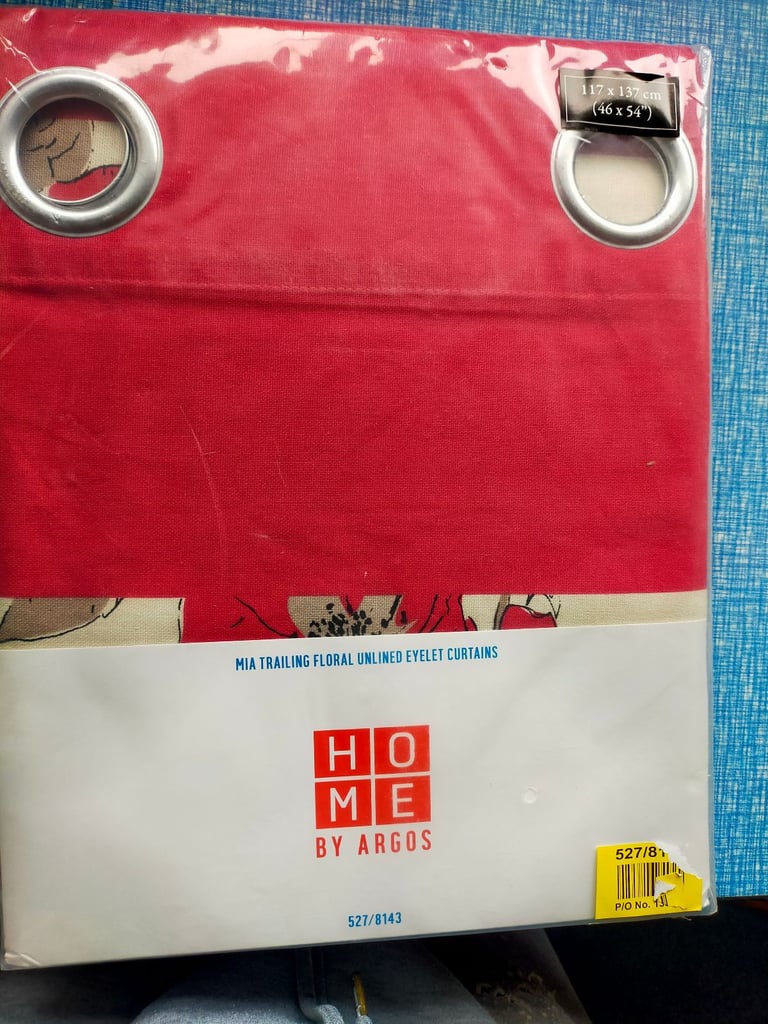 117 x 137 cm
(46 x 54")
MIA TRAILING FLORAL UNLINED EYELET CURTAINS
HO
ME
BY ARGOS
527/8143
527/81
P/O No.